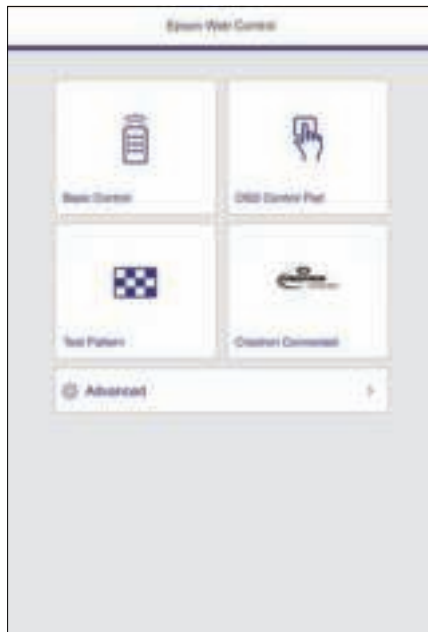 Epson Web Control
Basic Control
OSD Control Pad
Test Pattern
Crestron Connected
Advanced